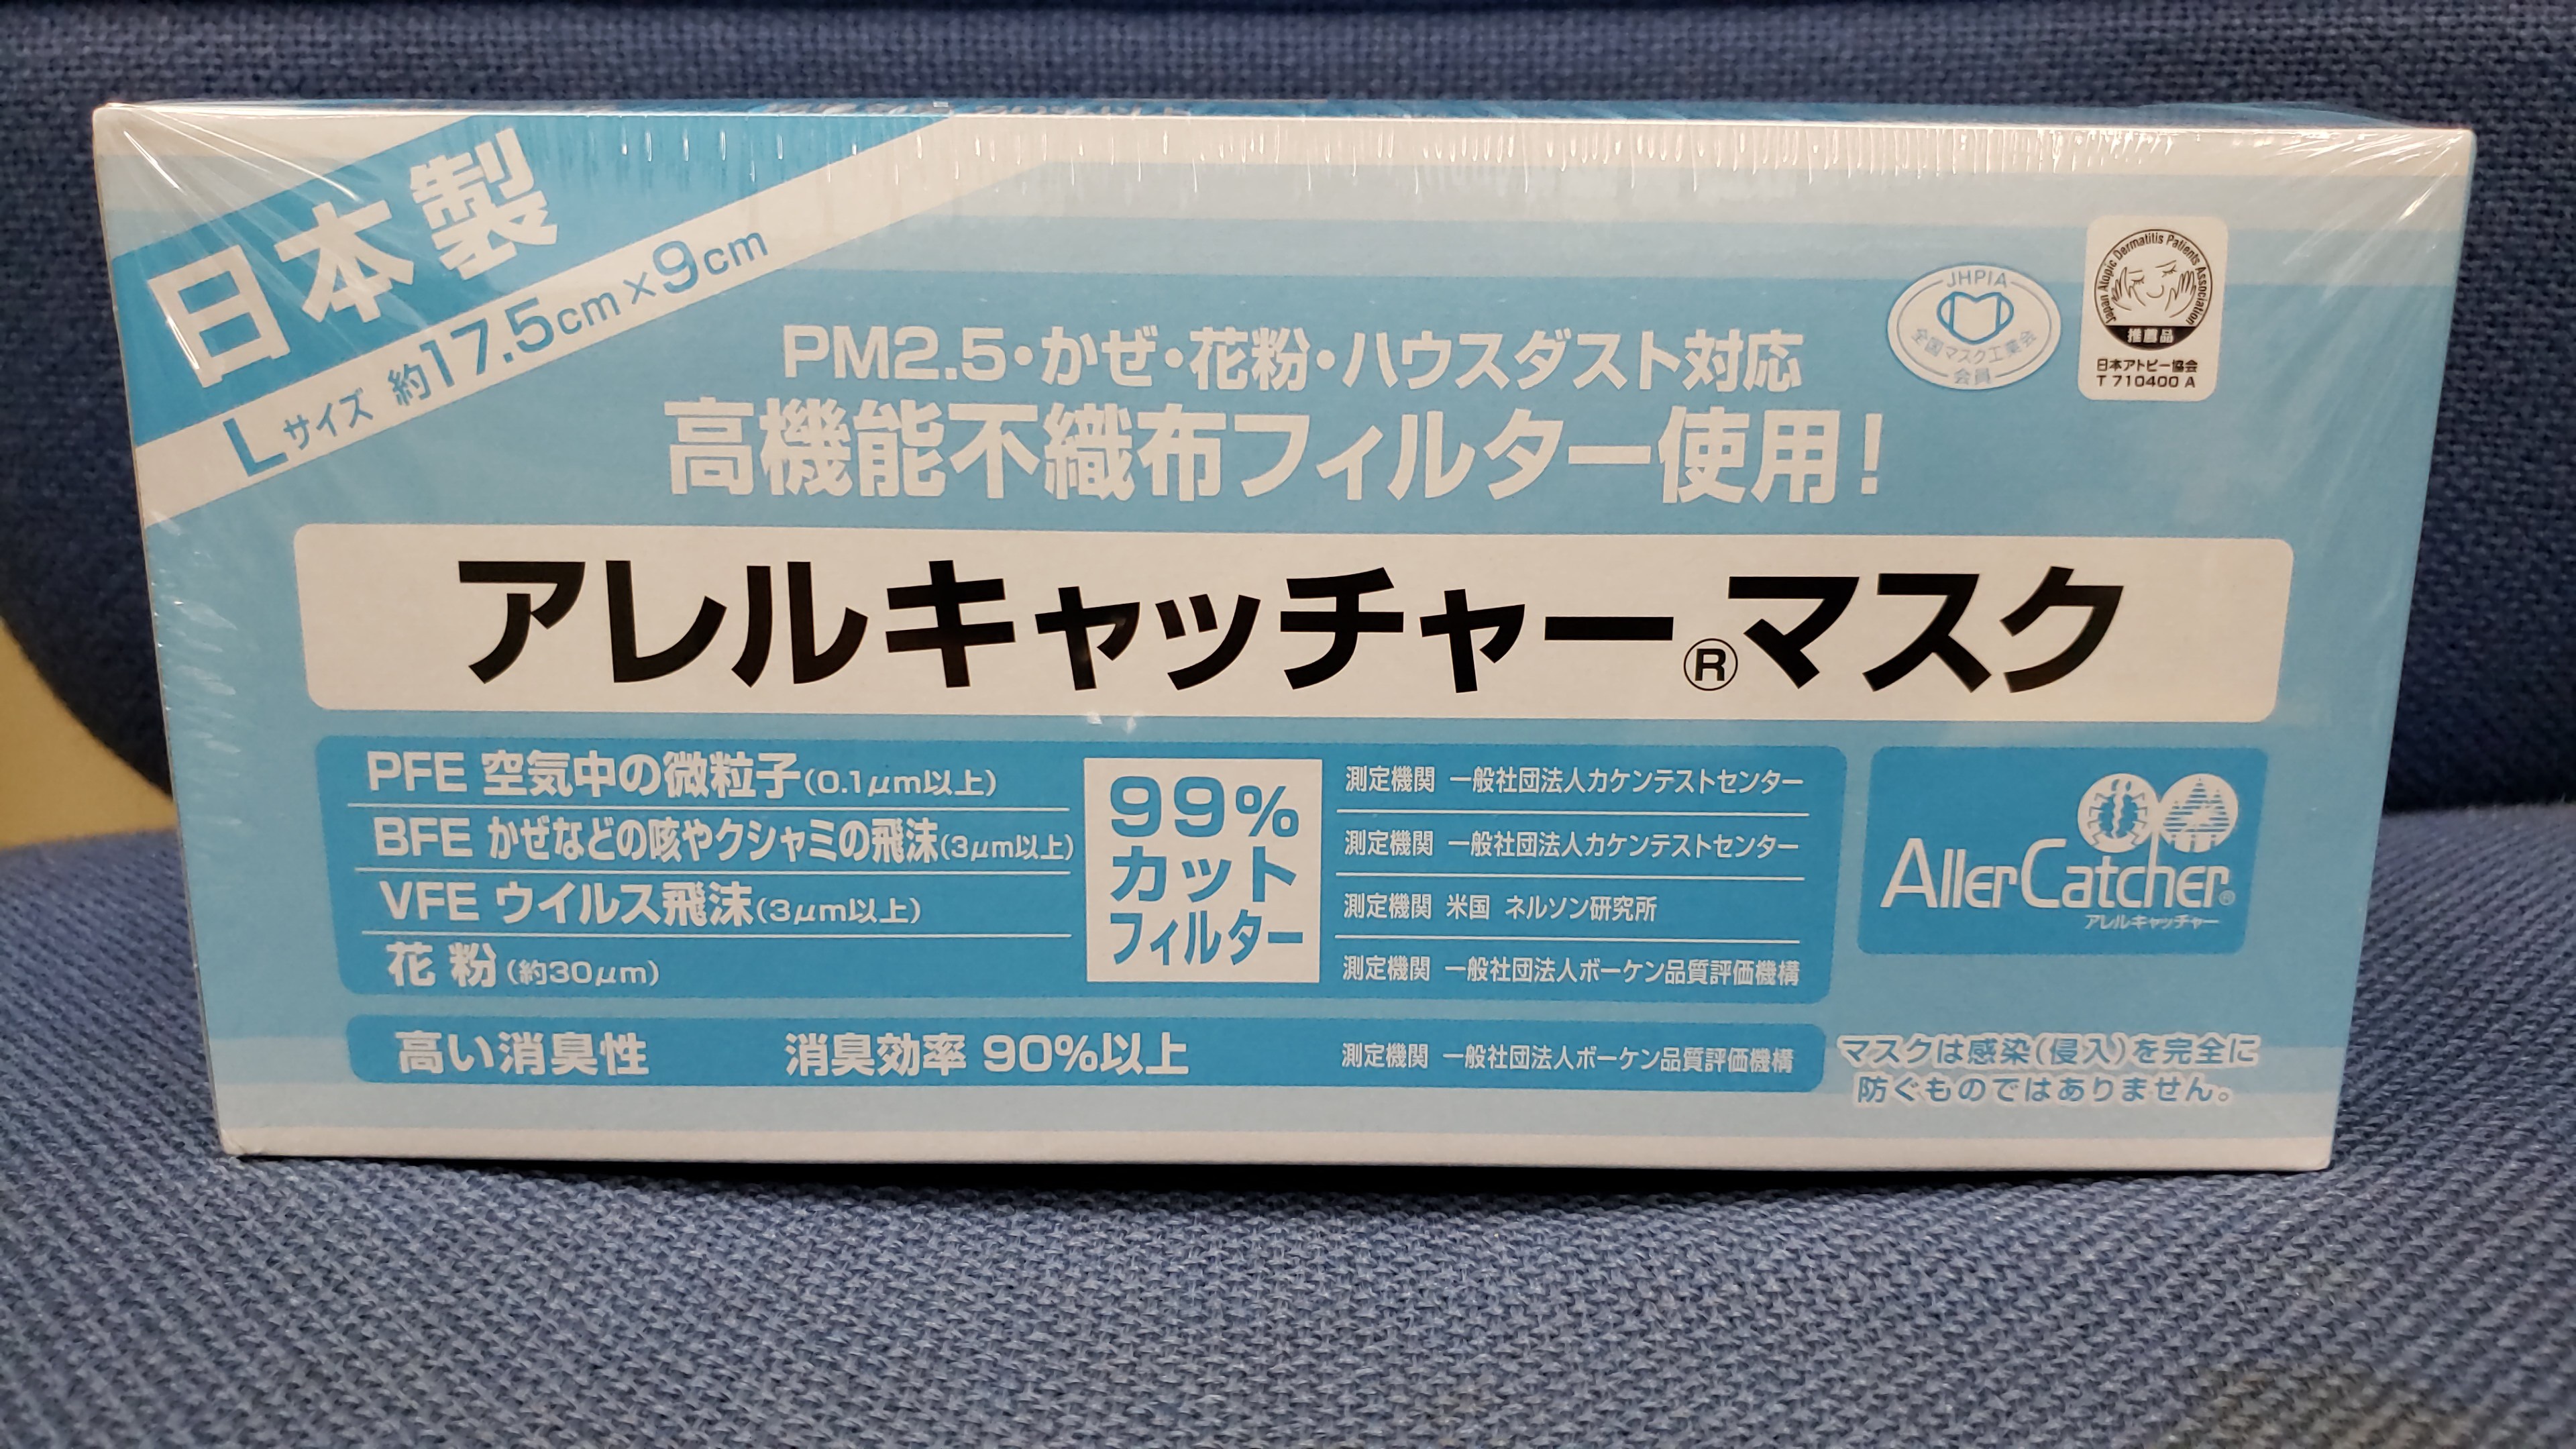 日本製
Lサイズ 約17.5cm×9cm
PM2.5・かぜ・花粉・ハウスダスト対応
高機能不織布フィルター使用!
JHPIA
全国マスク工業会
会員
Japan Atopic Dermatitis Patients Association
推薦品
日本アトピー協会
T 710400 A
アレルキャッチャー®マスク
PFE 空気中の微粒子(0.1μm以上)
BFE かぜなどの咳やクシャミの飛沫(3μm以上)
VFE ウイルス飛沫(3μm以上)
花粉(約30μm)
99%
カット
フィルター
測定機関 一般社団法人カケンテストセンター
測定機関 一般社団法人カケンテストセンター
測定機関 米国 ネルソン研究所
測定機関 一般社団法人ボーケン品質評価機構
AllerCatcher®
アレルキャッチャー
高い消臭性 消臭効率 90%以上 測定機関 一般社団法人ボーケン品質評価機構
マスクは感染(侵入)を完全に
防ぐものではありません。